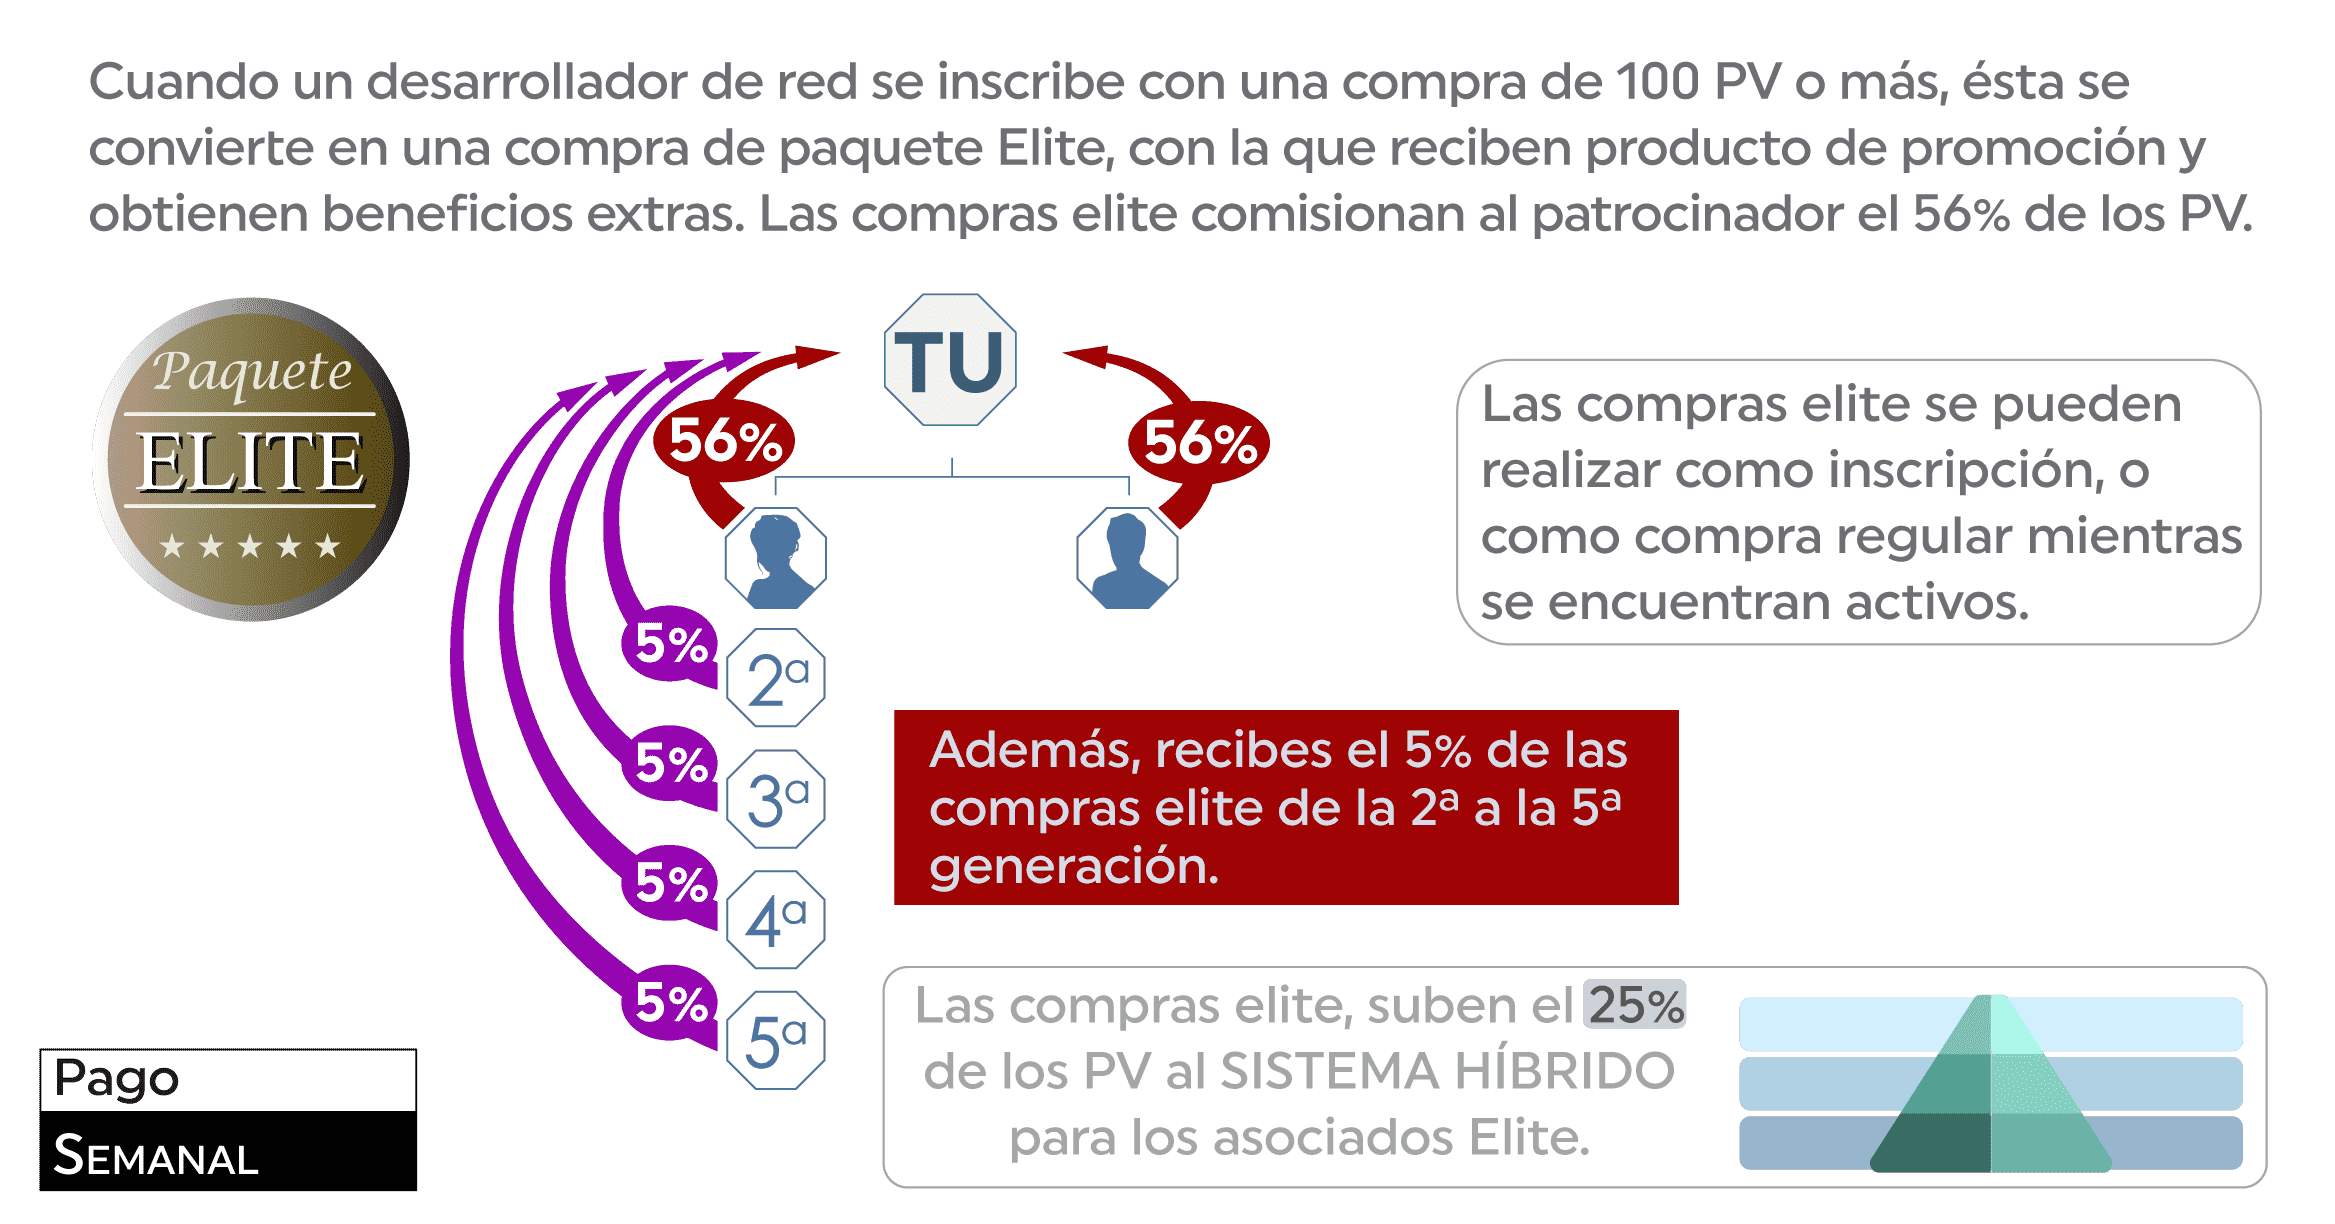 Cuando un desarrollador de red se inscribe con una compra de 100 PV o más, ésta se
convierte en una compra de paquete Elite, con la que reciben producto de promoción y
obtienen beneficios extras. Las compras elite comisionan al patrocinador el 56% de los PV.
Paquete
ELITE
TU
56%
56%
Las compras elite se pueden
realizar como inscripción, o
como compra regular mientras
se encuentran activos.
5%
2ª
5%
3ª
5%
4ª
5%
5ª
Además, recibes el 5% de las
compras elite de la 2ª a la 5ª
generación.
Las compras elite, suben el 25%
de los PV al SISTEMA HÍBRIDO
para los asociados Elite.
Pago
SEMANAL